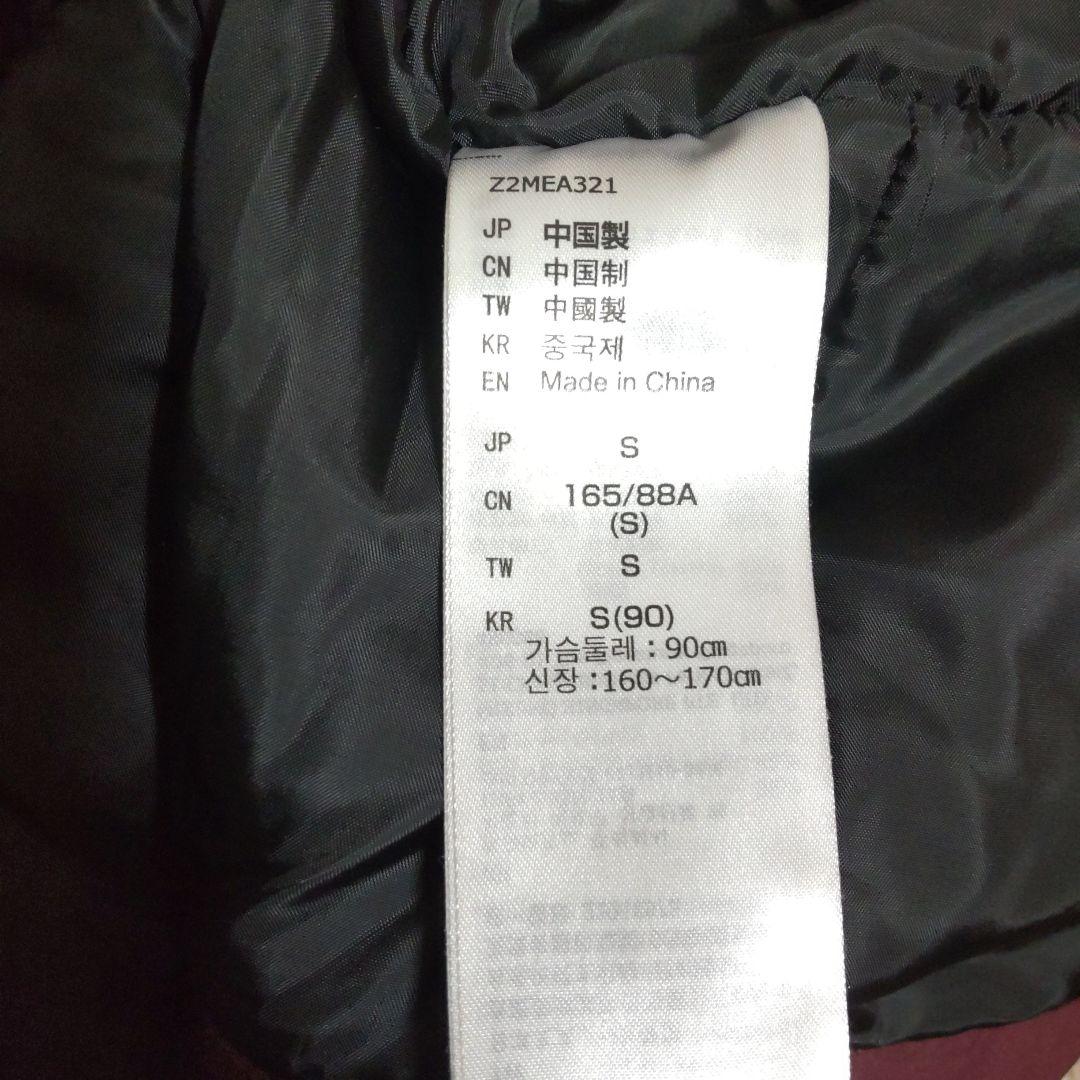 Z2MEA321
JP 中国製
CN 中国制
TW 中國製
KR 중국제
EN Made in China
JP S
CN 165/88A
(S)
TW S
KR S(90)
가슴둘레 : 90㎝
신장 :160~170㎝